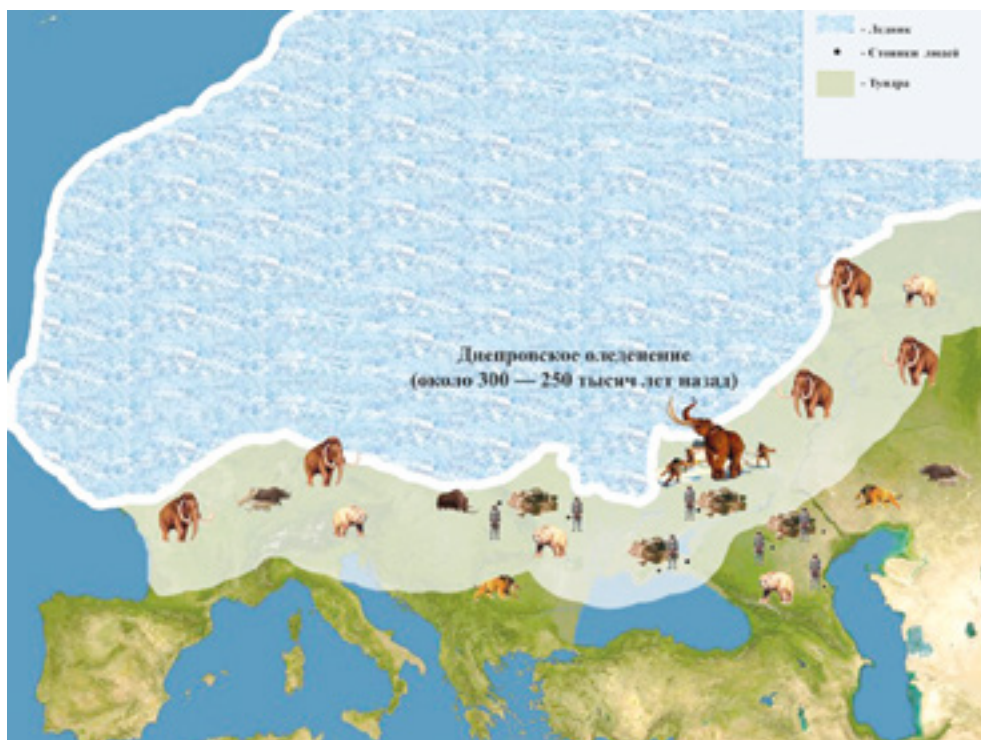 - Ледник
- Стоянки людей
- Тундра
Днепровское оледенение
(около 300 — 250 тысяч лет назад)